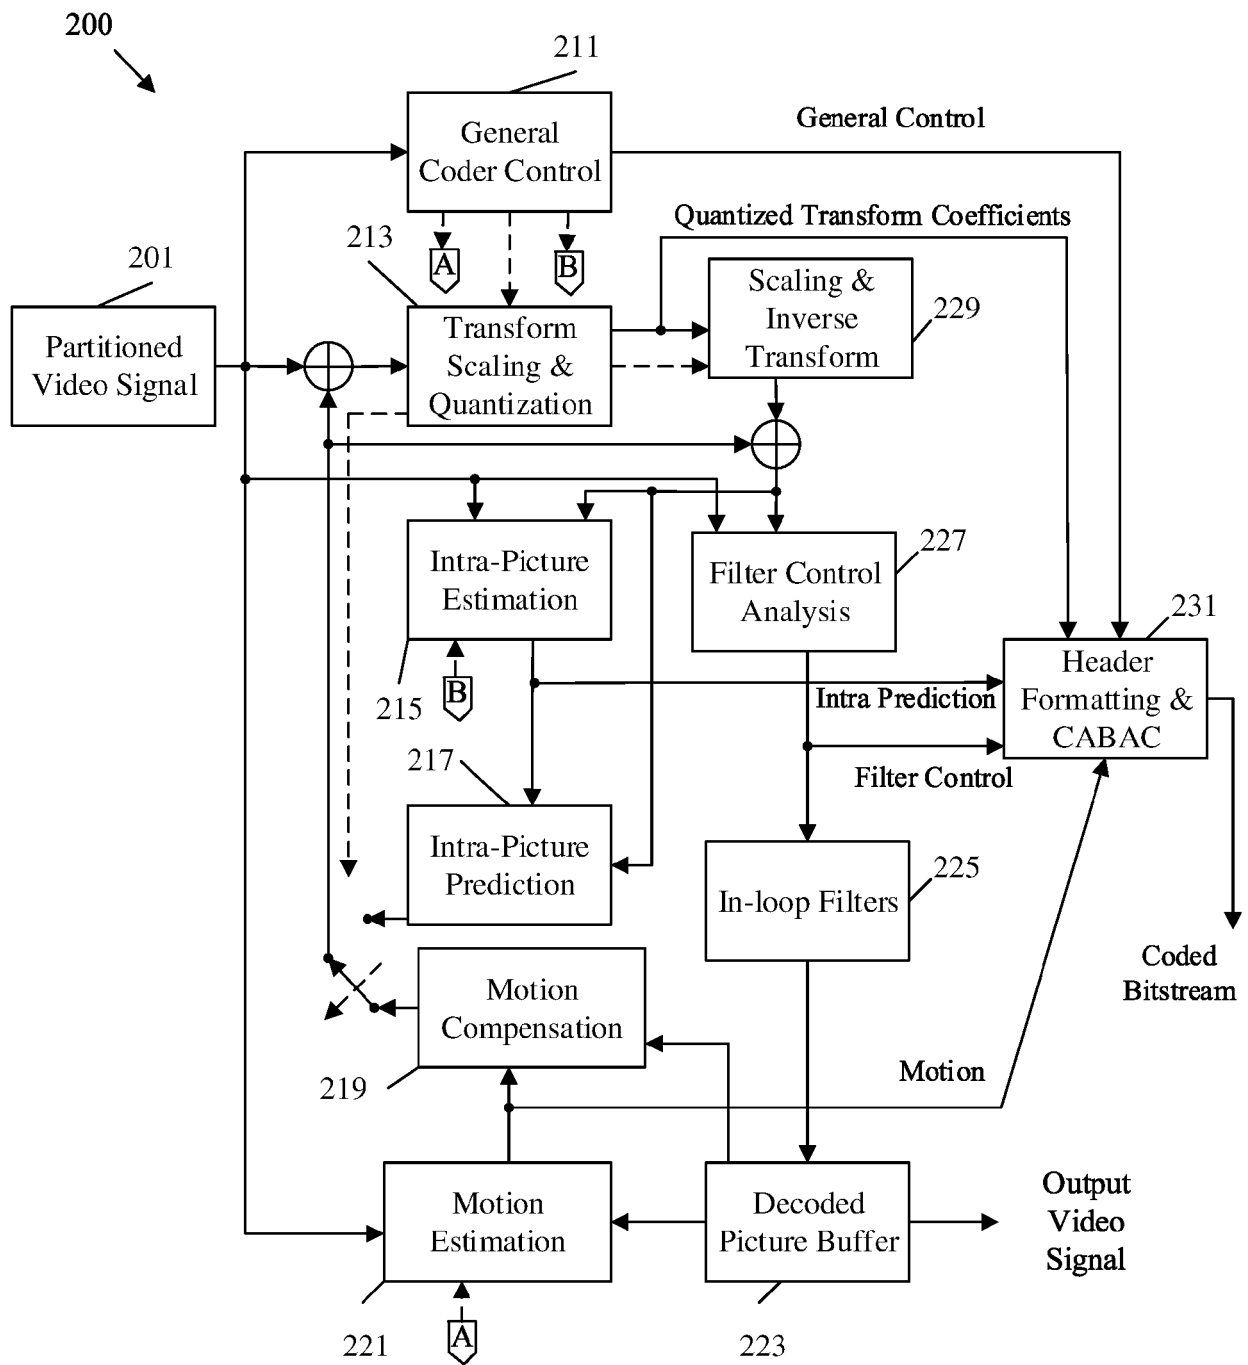 200
211
General
Coder Control
General Control
Quantized Transform Coefficients
A
B
213
201
Partitioned
Video Signal
Transform
Scaling &
Quantization
Scaling &
Inverse
Transform
229
Intra-Picture
Estimation
215
B
Filter Control
Analysis
227
231
Header
Formatting &
CABAC
Intra Prediction
Filter Control
217
Intra-Picture
Prediction
In-loop Filters
225
Coded
Bitstream
Motion
Compensation
219
Motion
Motion
Estimation
221
A
Decoded
Picture Buffer
223
Output
Video
Signal